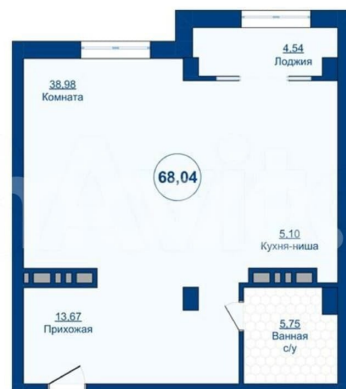 4.54
Лоджия
38.98
Комната
68,04
5.10
Кухня-ниша
13.67
Прихожая
5.75
Ванная
с/у